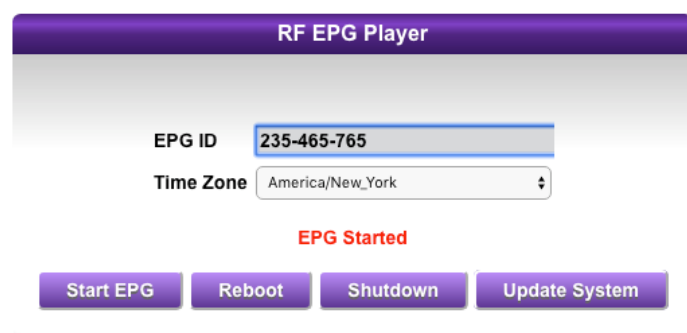 RF EPG Player
EPG ID 235-465-765
Time Zone America/New_York
EPG Started
Start EPG Reboot Shutdown Update System